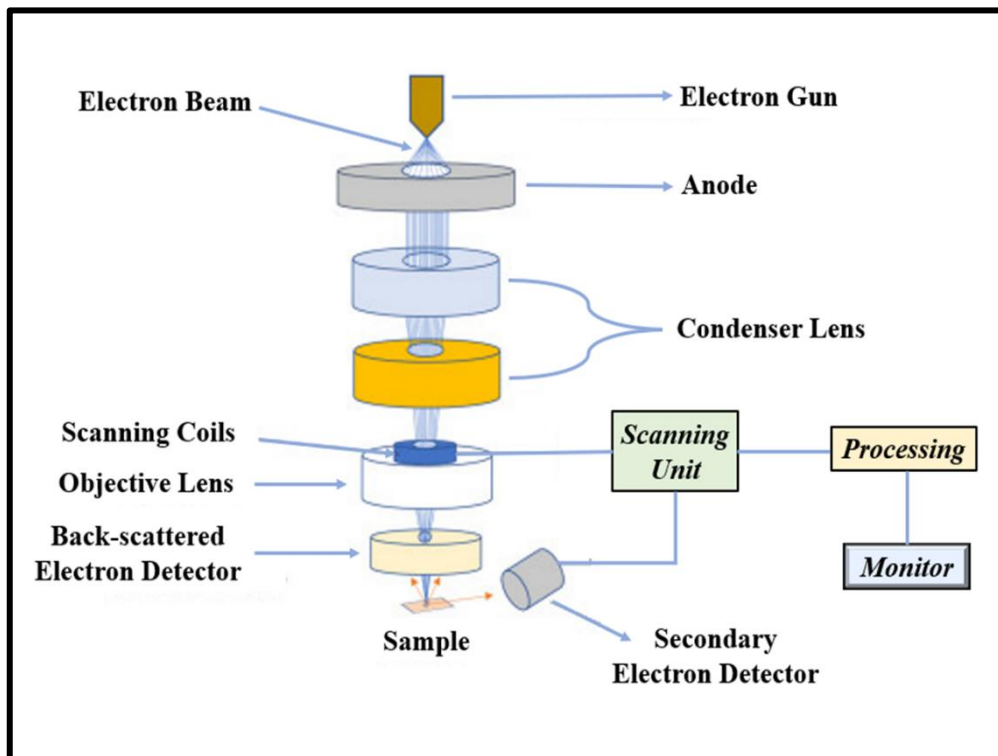 Electron Beam
Electron Gun
Anode
Condenser Lens
Scanning Coils
Scanning
Unit
Processing
Objective Lens
Back-scattered
Electron Detector
Monitor
Sample
Secondary
Electron Detector